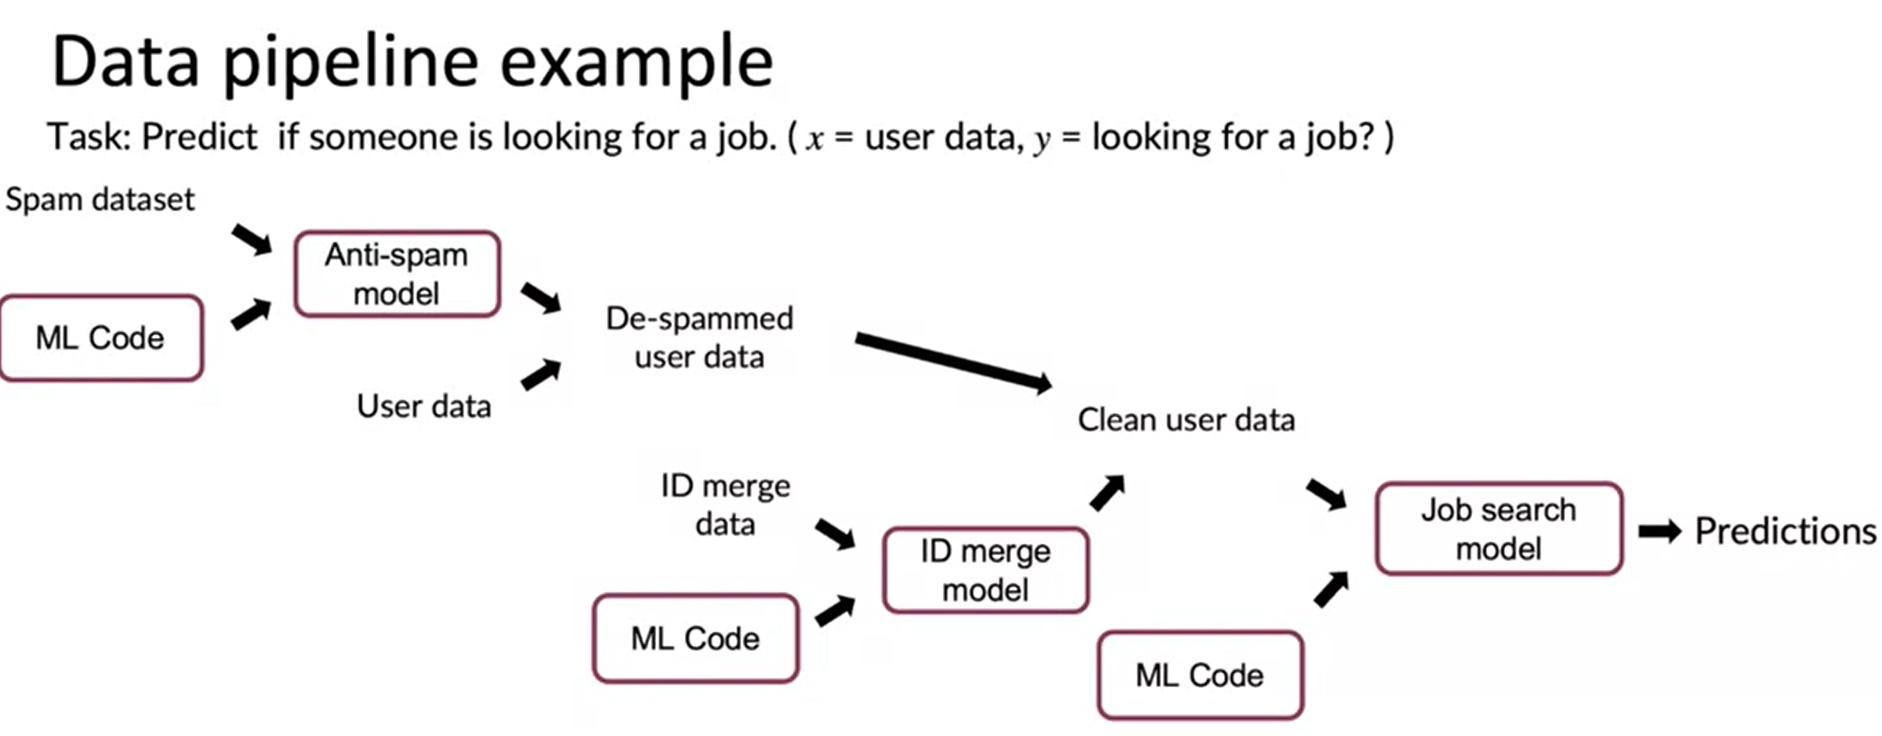 Data pipeline example
Task: Predict if someone is looking for a job. ( x = user data, y = looking for a job? )
Spam dataset
Anti-spam
model
ML Code
De-spammed
user data
User data
Clean user data
ID merge
data
ID merge
model
ML Code
Job search
model
Predictions
ML Code